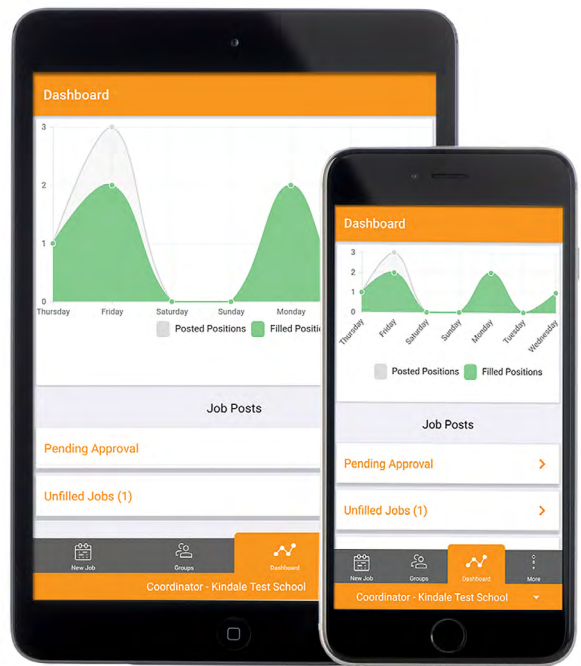 Dashboard
3
2
1
0
Thursday
Friday
Saturday
Sunday
Monday
Posted Positions
Filled Positi
Job Posts
Pending Approval
Unfilled Jobs (1)
New Job
Groups
Dashboard
Coordinator - Kindale Test School
Dashboard
3
2
1
0
Thursday
Friday
Saturday
Sunday
Monday
Tuesday
Wednesday
Posted Positions
Filled Positions
Job Posts
Pending Approval
Unfilled Jobs (1)
New Job
Groups
Dashboard
More
Coordinator - Kindale Test School